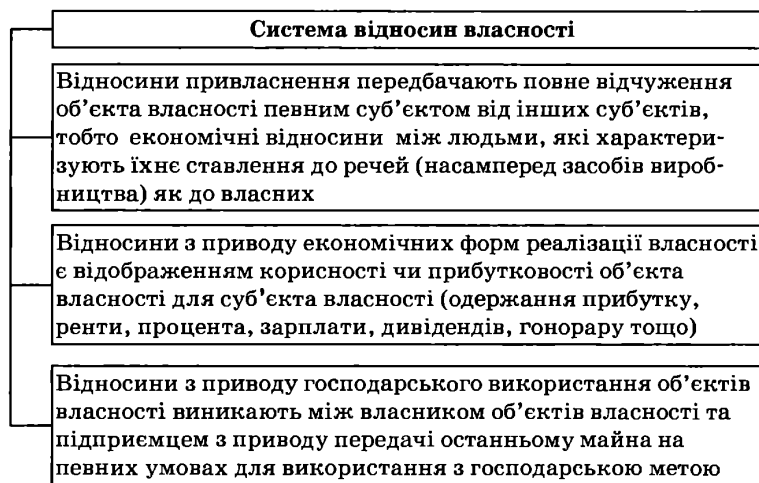 Система відносин власності
Відносини привласнення передбачають повне відчуження
об’єкта власності певним суб’єктом від інших суб’єктів,
тобто економічні відносини між людьми, які характери-
зують їхнє ставлення до речей (насамперед засобів вироб-
ництва) як до власних
Відносини з приводу економічних форм реалізації власності
є відображенням корисності чи прибутковості об’єкта
власності для суб’єкта власності (одержання прибутку,
ренти, процента, зарплати, дивідендів, гонорару тощо)
Відносини з приводу господарського використання об’єктів
власності виникають між власником об’єктів власності та
підприємцем з приводу передачі останньому майна на
певних умовах для використання з господарською метою